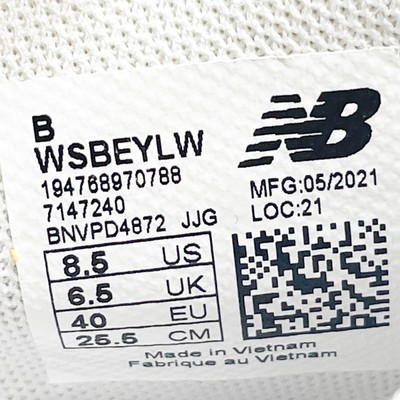 B
WSBEYLW
194768970788
7147240
BNVPD4872 JJG
NB
MFG:05/2021
LOC:21
8.5 US
6.5 UK
40 EU
25.5 CM
Made in Vietnam
Fabrique au Vietnam